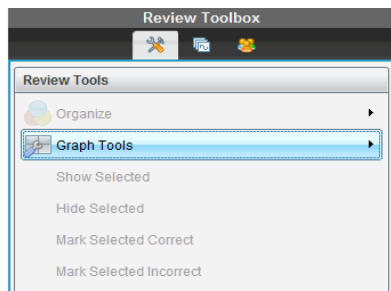 Review Toolbox
Review Tools
Organize
Graph Tools
Show Selected
Hide Selected
Mark Selected Correct
Mark Selected Incorrect